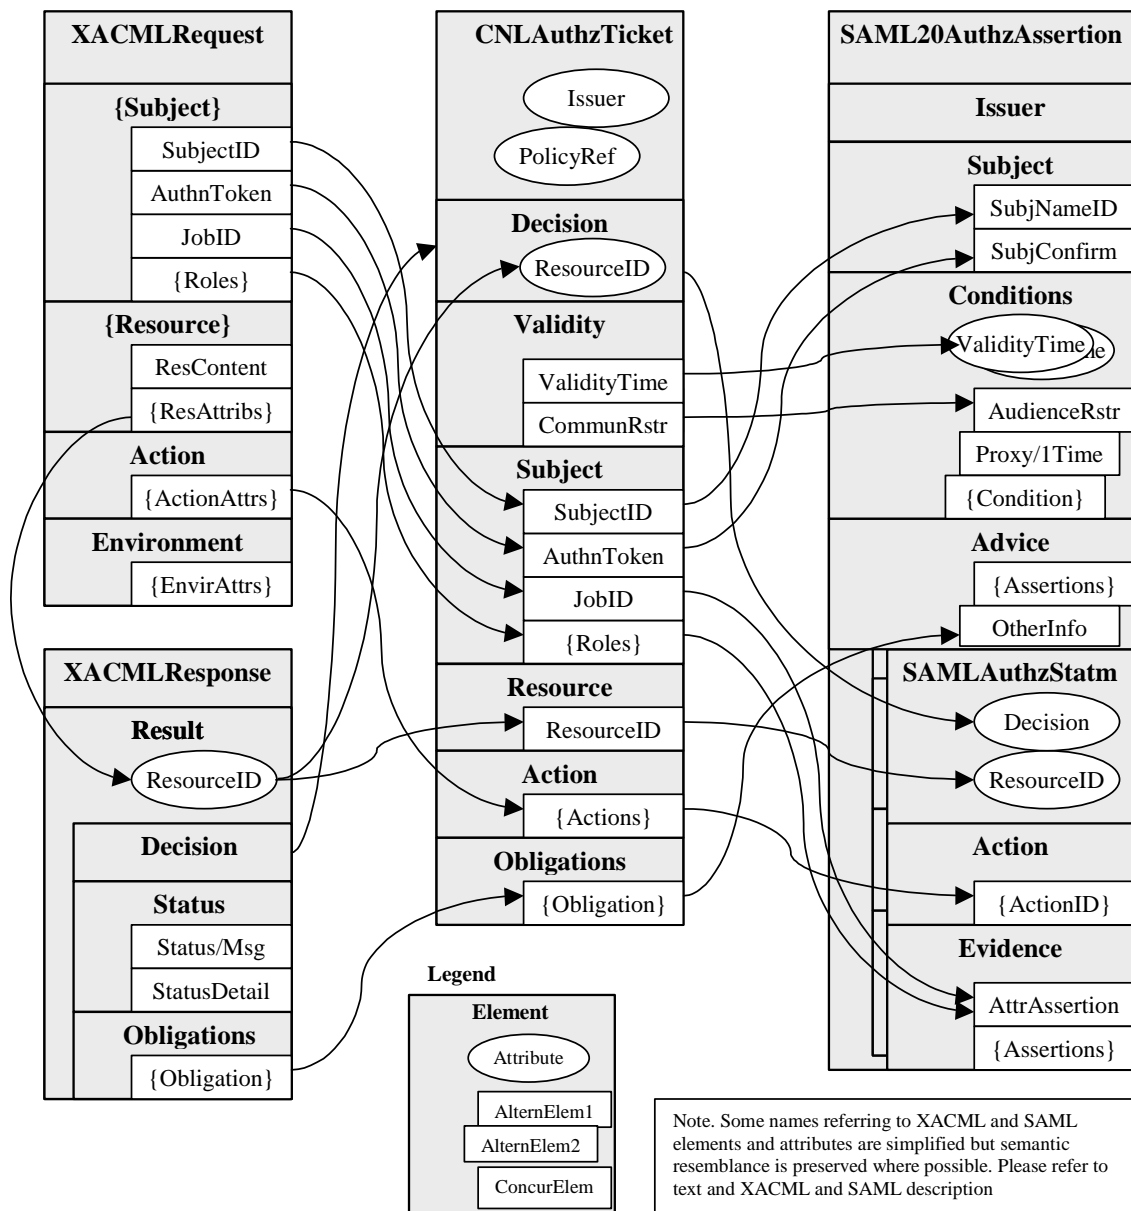 XACMLRequest
{Subject}
SubjectID
AuthnToken
JobID
{Roles}
{Resource}
ResContent
{ResAttribs}
Action
{ActionAttrs}
Environment
{EnvirAttrs}
XACMLResponse
Result
ResourceID
Decision
Status
Status/Msg
StatusDetail
Obligations
{Obligation}
CNLAuthzTicket
Issuer
PolicyRef
Decision
ResourceID
Validity
ValidityTime
CommunRstr
Subject
SubjectID
AuthnToken
JobID
{Roles}
Resource
ResourceID
Action
{Actions}
Obligations
{Obligation}
SAML20AuthzAssertion
Issuer
Subject
SubjNameID
SubjConfirm
Conditions
ValidityTime
AudienceRstr
Proxy/1Time
{Condition}
Advice
{Assertions}
OtherInfo
SAMLAuthzStatm
Decision
ResourceID
Action
{ActionID}
Evidence
AttrAssertion
{Assertions}
Legend
Element
Attribute
AlternElem1
AlternElem2
ConcurElem
Note. Some names referring to XACML and SAML
elements and attributes are simplified but semantic
resemblance is preserved where possible. Please refer to
text and XACML and SAML description